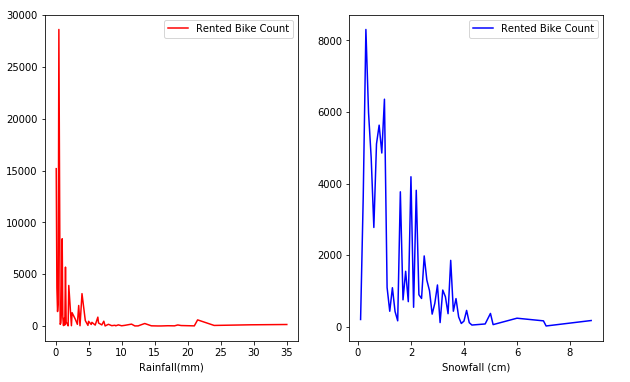 Rented Bike Count
30000
25000
20000
15000
10000
5000
0
0 5 10 15 20 25 30 35
Rainfall(mm)
Rented Bike Count
8000
6000
4000
2000
0
0 2 4 6 8
Snowfall (cm)